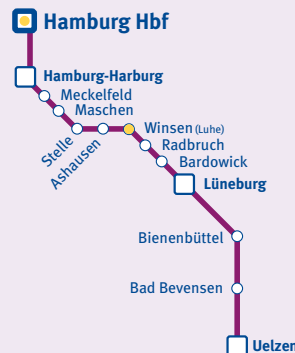 Hamburg Hbf
Hamburg-Harburg
Meckelfeld
Maschen
Stelle
Ashausen
Winsen (Luhe)
Radbruch
Bardowick
Lüneburg
Bienenbüttel
Bad Bevensen
Uelzen